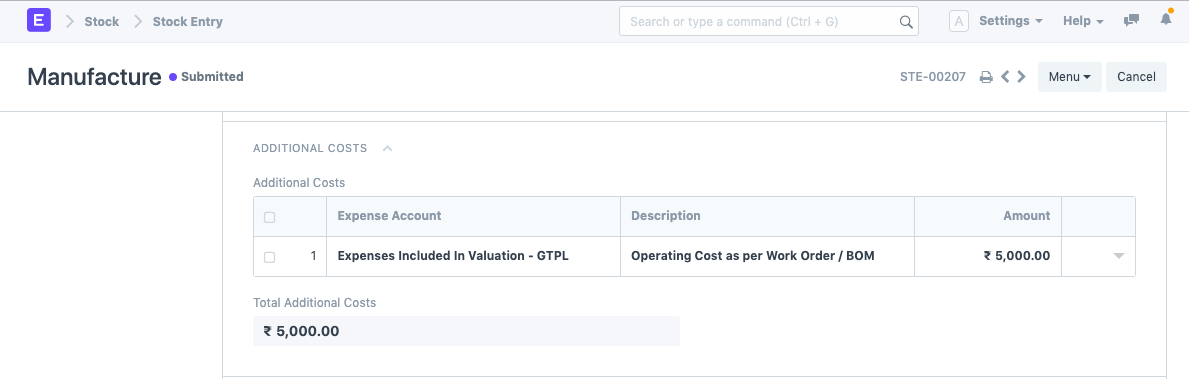 E Stock Stock Entry Search or type a command (Ctrl + G) A Settings Help
Manufacture Submitted STE-00207 Menu Cancel
ADDITIONAL COSTS
Additional Costs
Expense Account Description Amount
1 Expenses Included In Valuation - GTPL Operating Cost as per Work Order / BOM ₹ 5,000.00
Total Additional Costs
₹ 5,000.00